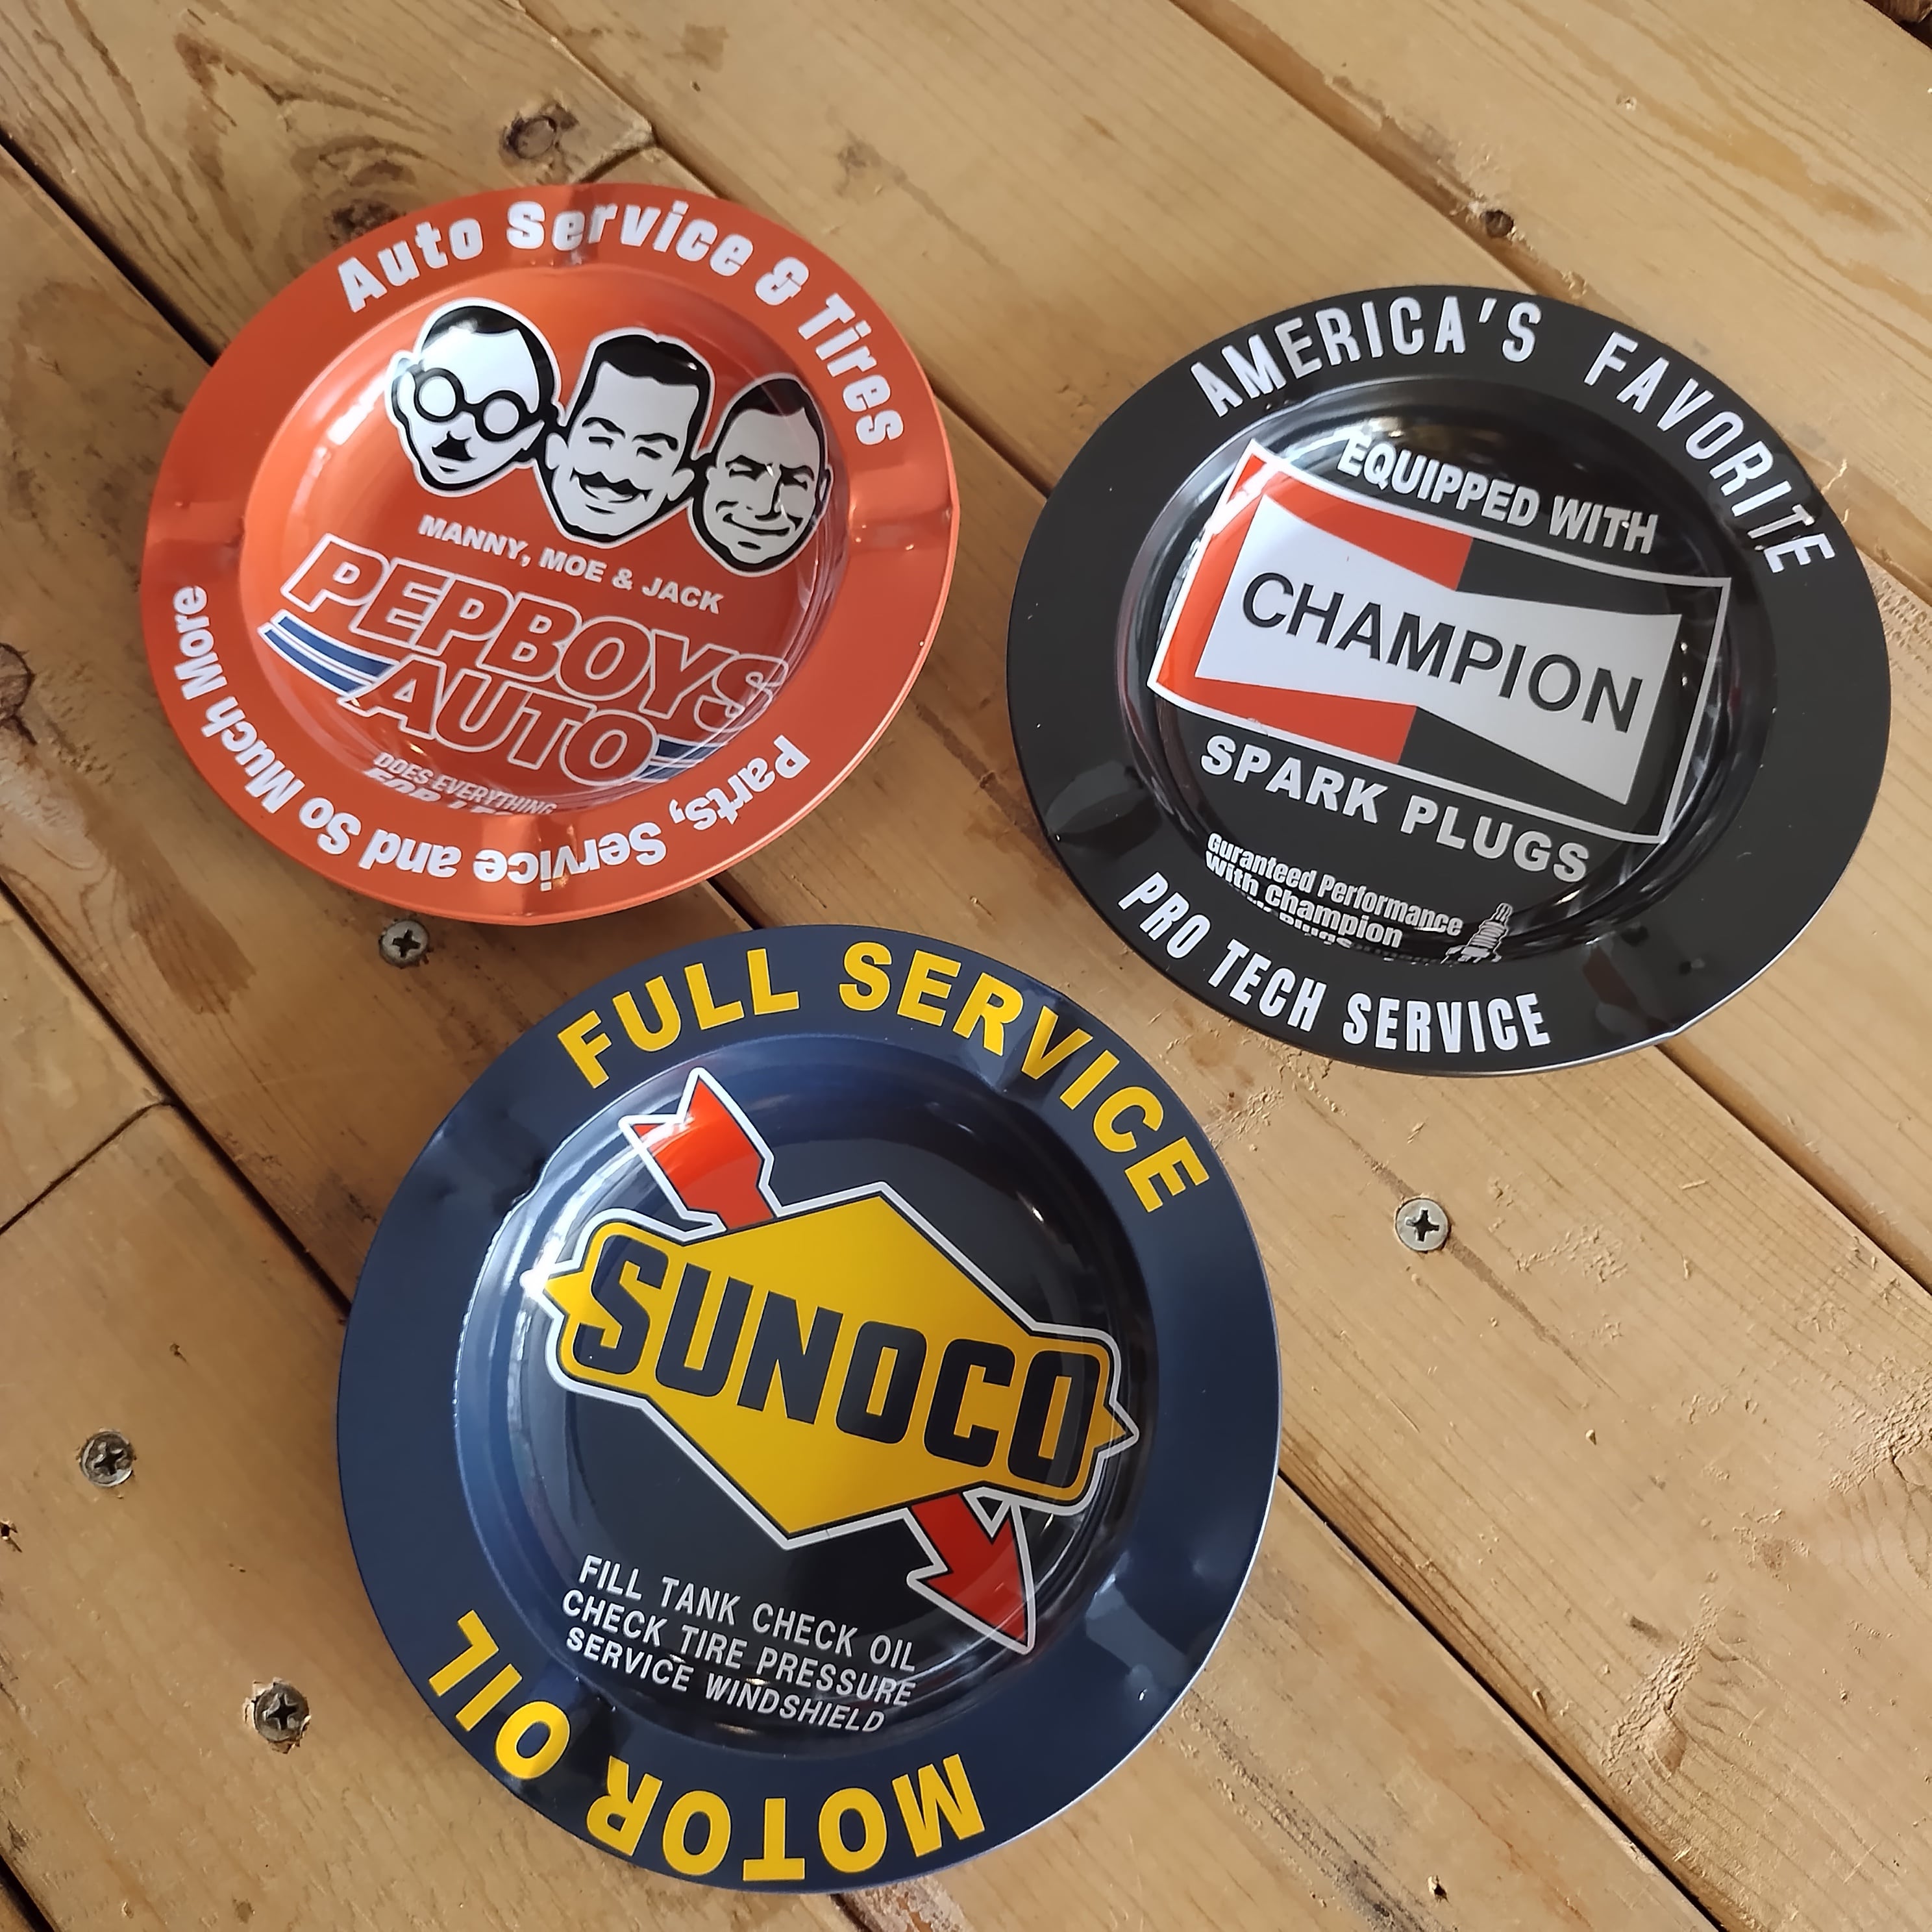 Auto Service & Tires
MANNY, MOE & JACK
PEPBOYS
AUTO
DOES EVERYTHING
Parts, Service and So Much More
AMERICA'S FAVORITE
EQUIPPED WITH
CHAMPION
SPARK PLUGS
Guranteed Performance
With Champion
Plugs
PRO TECH SERVICE
FULL SERVICE
SUNOCO
FILL TANK CHECK OIL
CHECK TIRE PRESSURE
SERVICE WINDSHIELD
MOTOR OIL